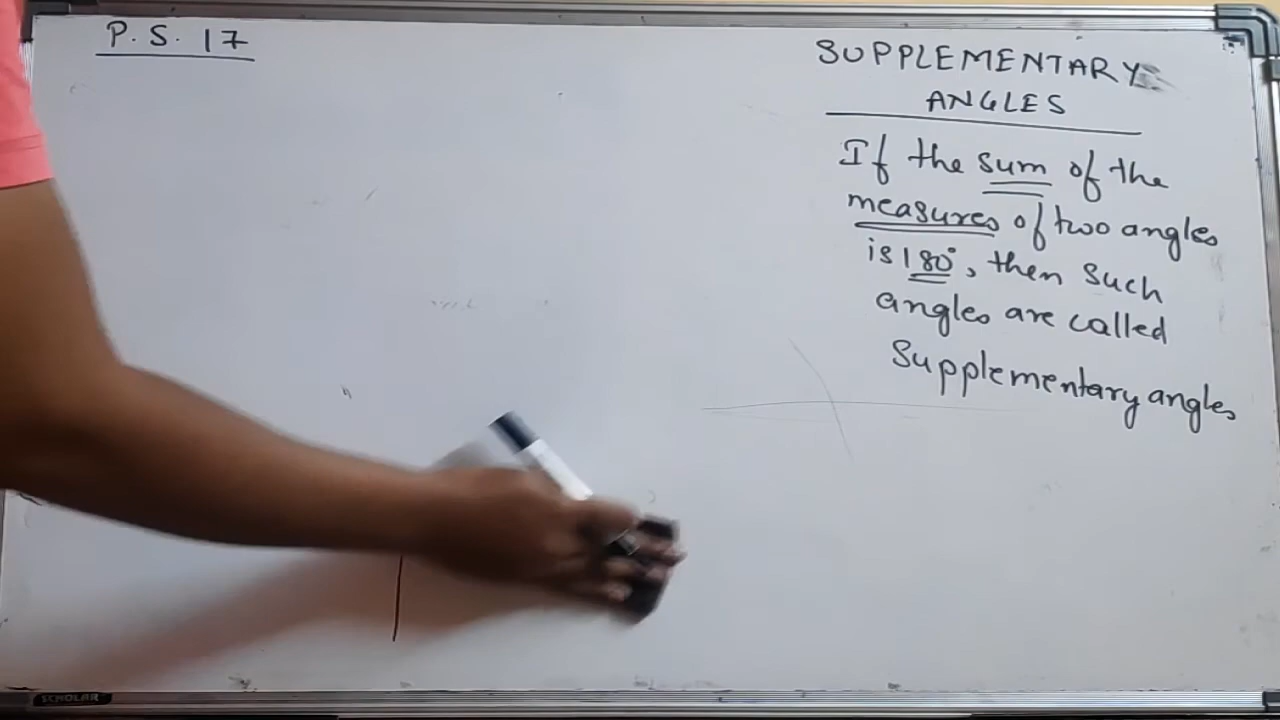 P. S. 17
SUPPLEMENTARY
ANGLES
If the sum of the
measures of two angles
is 180°, then such
angles are called
Supplementary angles
SCHOLAR